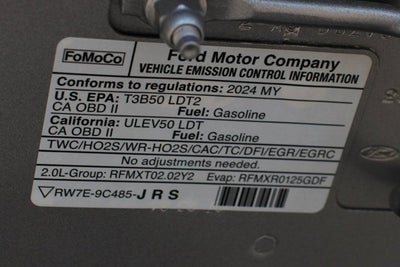 FoMoCo
Ford Motor Company
VEHICLE EMISSION CONTROL INFORMATION
Conforms to regulations: 2024 MY
U.S. EPA: T3B50 LDT2
CA OBD II Fuel: Gasoline
California: ULEV50 LDT
CA OBD II Fuel: Gasoline
TWC/HO2S/WR-HO2S/CAC/TC/DFI/EGR/EGRC
No adjustments needed.
2.0L-Group: RFMXT02.02Y2 Evap: RFMXR0125GDF
RW7E-9C485-JRS